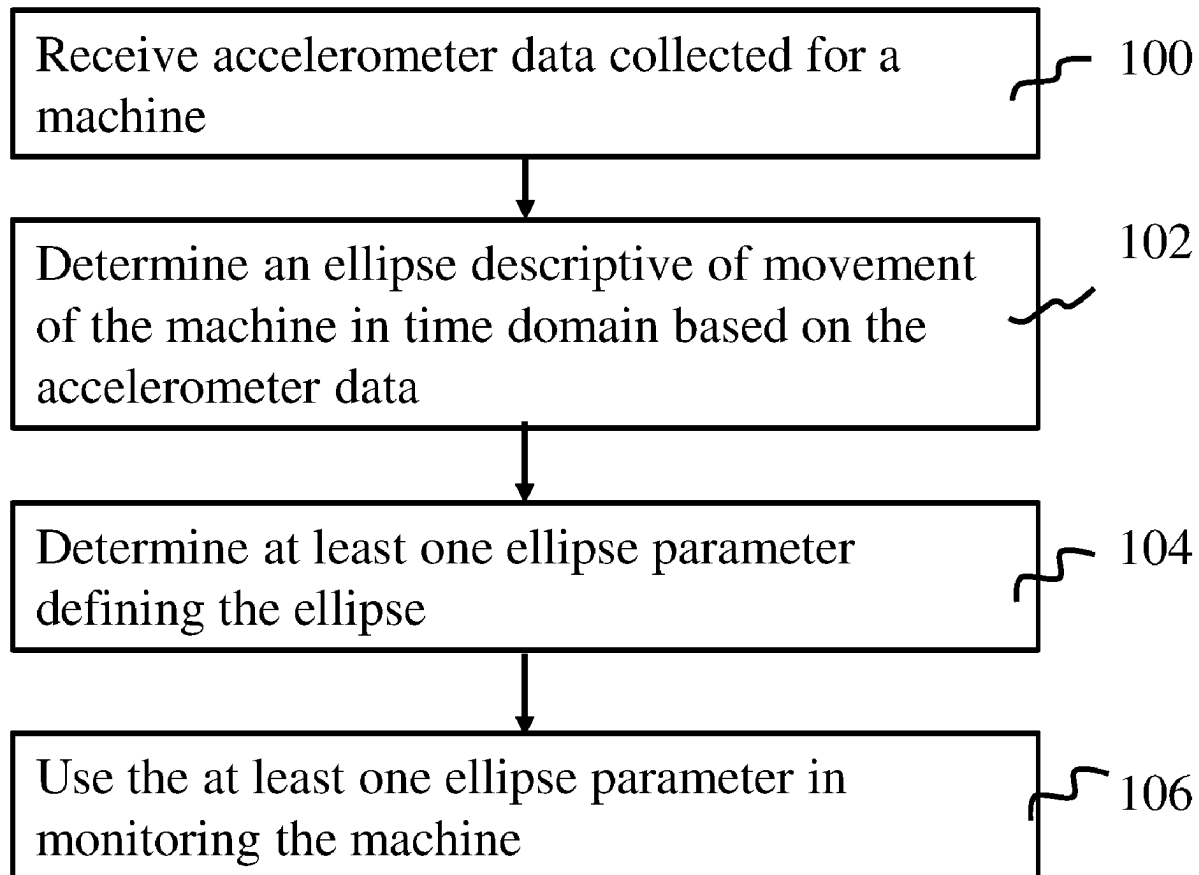 Receive accelerometer data collected for a
machine
100
Determine an ellipse descriptive of movement
of the machine in time domain based on the
accelerometer data
102
Determine at least one ellipse parameter
defining the ellipse
104
Use the at least one ellipse parameter in
monitoring the machine
106